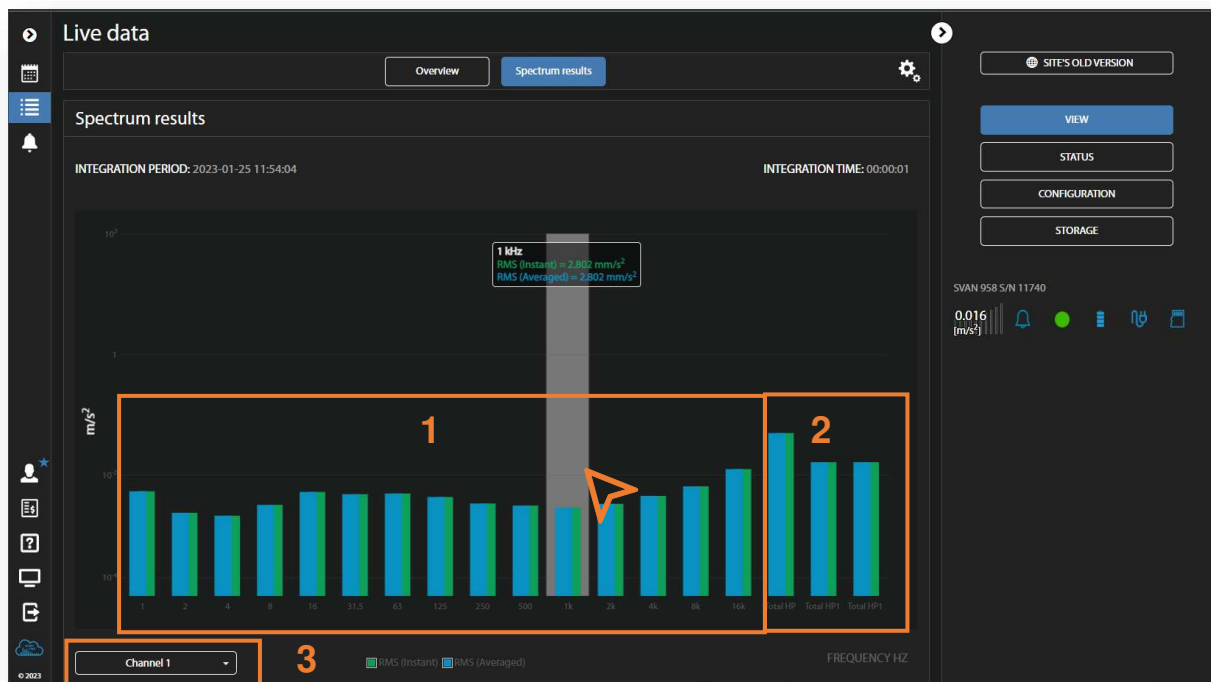 Live data
Overview
Spectrum results
SITE'S OLD VERSION
Spectrum results
VIEW
INTEGRATION PERIOD: 2023-01-25 11:54:04
INTEGRATION TIME: 00:00:01
STATUS
CONFIGURATION
STORAGE
10²
1 kHz
RMS (Instant) = 2.802 mm/s²
RMS (Averaged) = 2.802 mm/s²
SVAN 958 S/N 11740
0.016
[m/s²]
1
m/s²
1
2
1 2 4 8 16 31.5 63 125 250 500 1k 2k 4k 8k 16k Total HP Total HP1 Total HP1
Channel 1
3
RMS (Instant) RMS (Averaged)
FREQUENCY HZ
© 2023